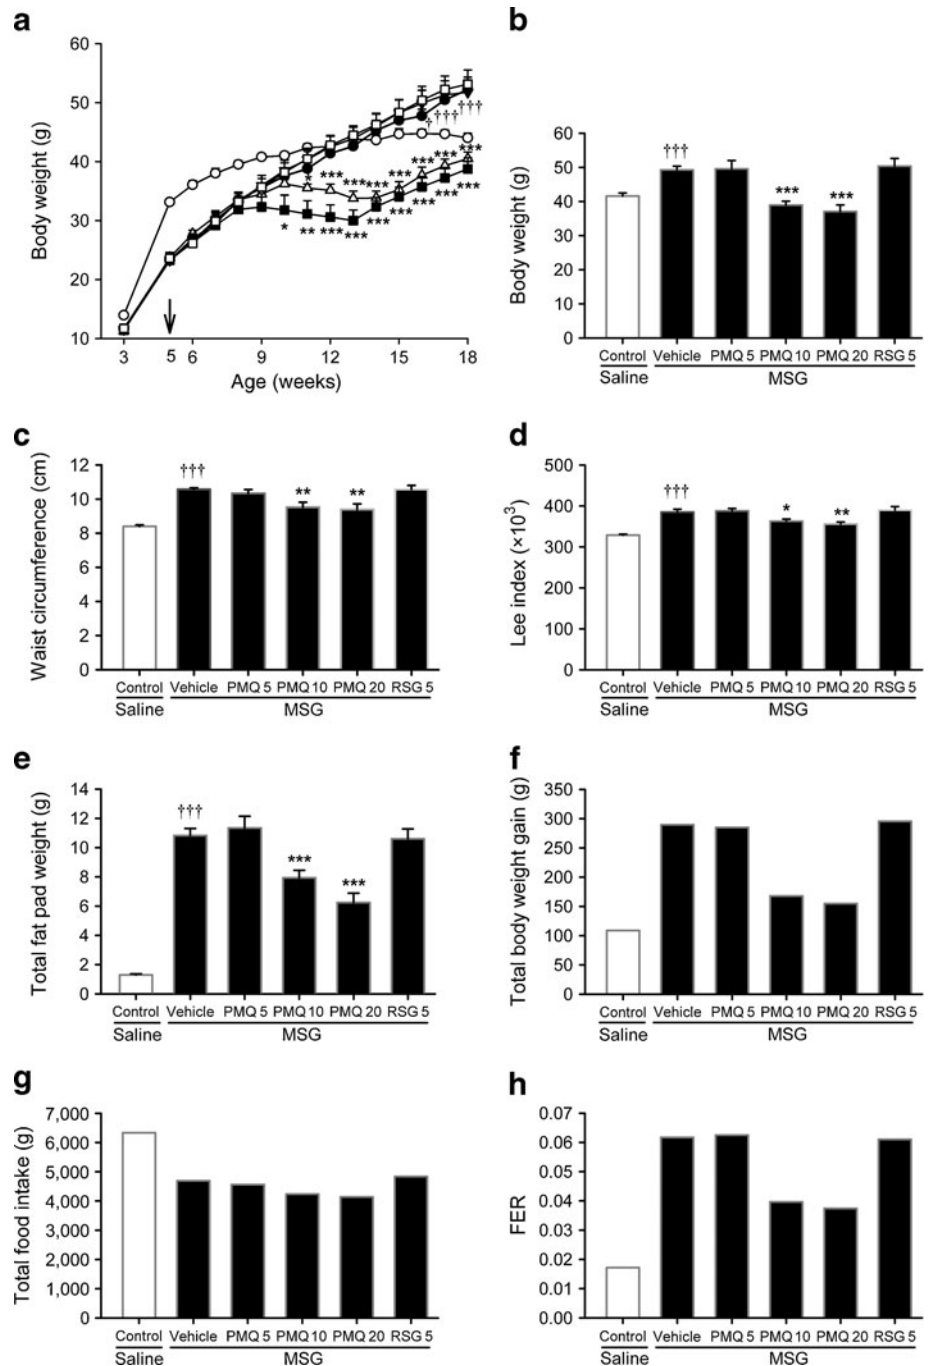 a
60
50
40
30
20
10
Body weight (g)
†
†††
†††
*
***
***
***
***
***
***
***
*
**
***
***
***
***
***
***
***
3
5
6
9
12
15
18
Age (weeks)
b
60
50
40
30
20
10
0
Body weight (g)
†††
***
***
Control
Vehicle
PMQ 5
PMQ 10
PMQ 20
RSG 5
Saline
MSG
c
12
10
8
6
4
2
0
Waist circumference (cm)
†††
**
**
Control
Vehicle
PMQ 5
PMQ 10
PMQ 20
RSG 5
Saline
MSG
d
500
400
300
200
100
0
Lee index (×10³)
†††
*
**
Control
Vehicle
PMQ 5
PMQ 10
PMQ 20
RSG 5
Saline
MSG
e
14
12
10
8
6
4
2
0
Total fat pad weight (g)
†††
***
***
Control
Vehicle
PMQ 5
PMQ 10
PMQ 20
RSG 5
Saline
MSG
f
350
300
250
200
150
100
50
0
Total body weight gain (g)
Control
Vehicle
PMQ 5
PMQ 10
PMQ 20
RSG 5
Saline
MSG
g
7,000
6,000
5,000
4,000
3,000
2,000
1,000
0
Total food intake (g)
Control
Vehicle
PMQ 5
PMQ 10
PMQ 20
RSG 5
Saline
MSG
h
0.07
0.06
0.05
0.04
0.03
0.02
0.01
0.00
FER
Control
Vehicle
PMQ 5
PMQ 10
PMQ 20
RSG 5
Saline
MSG